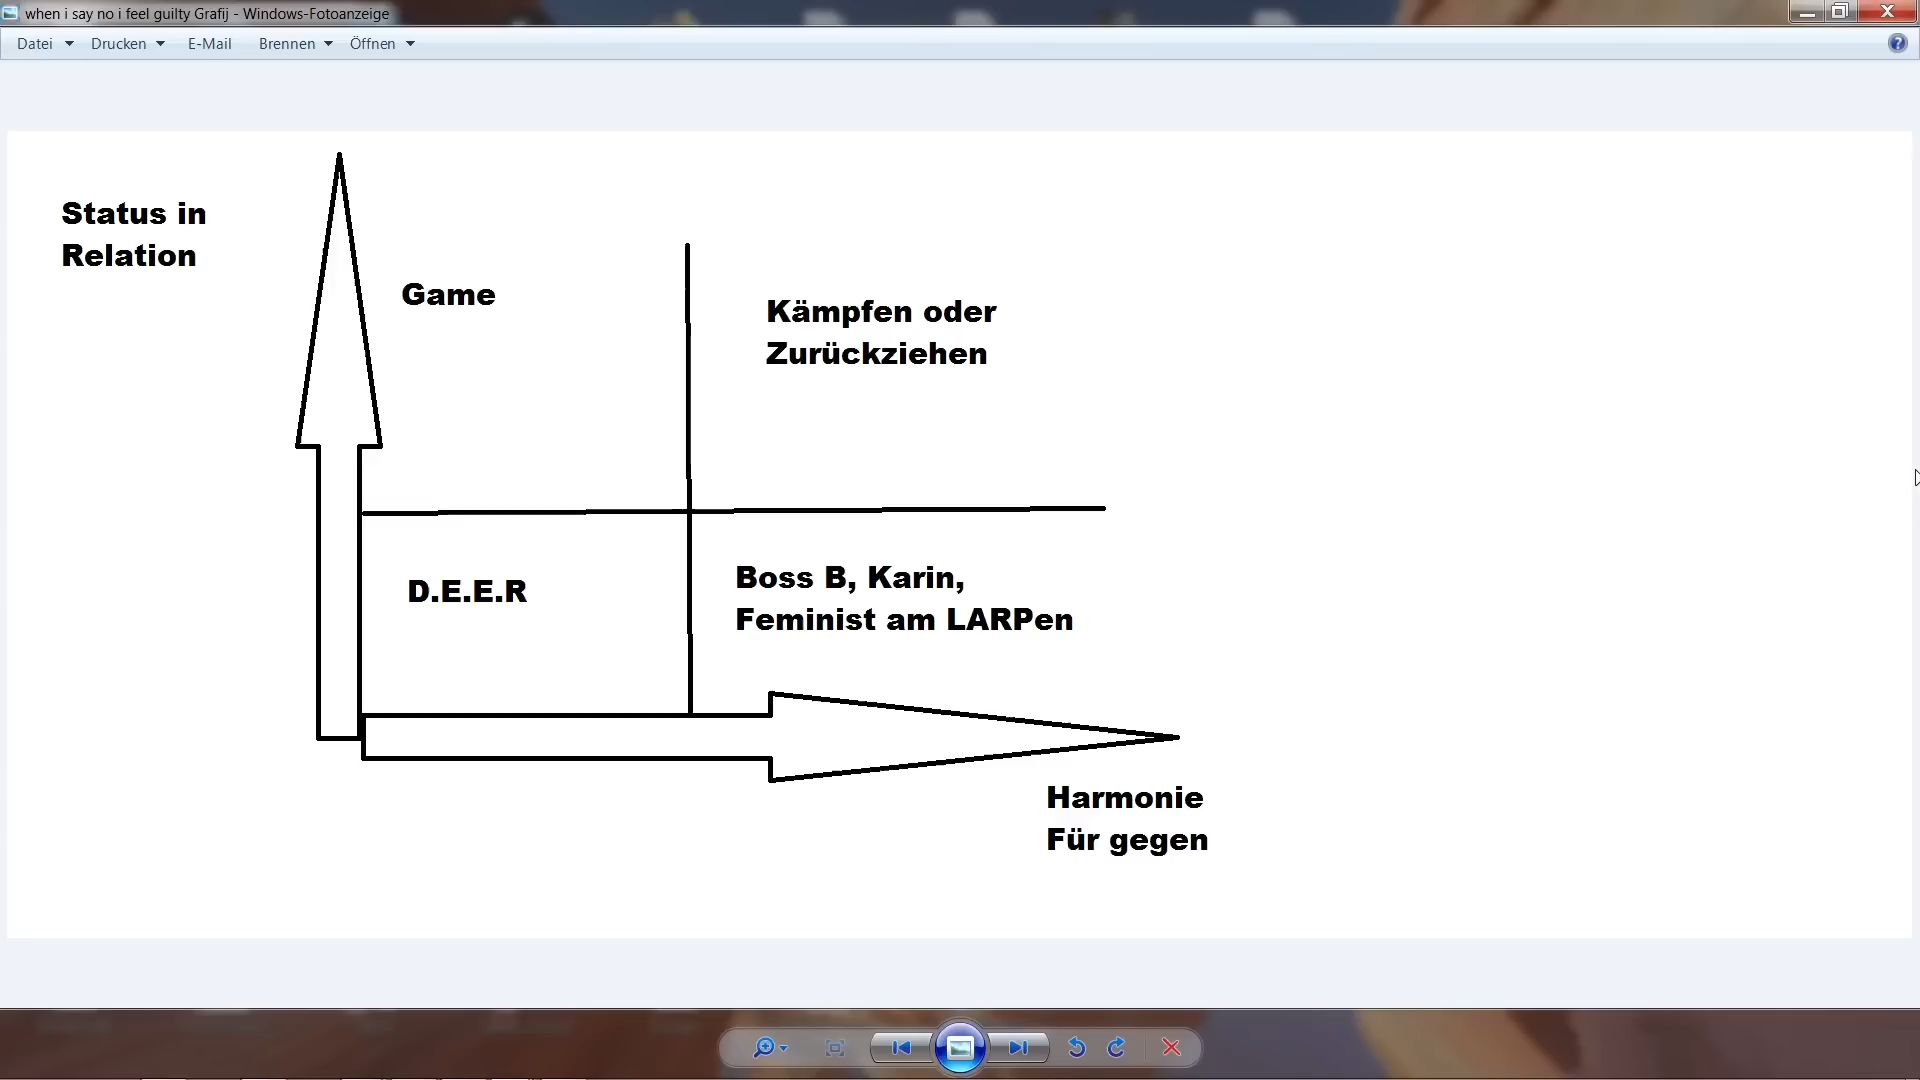 when i say no i feel guilty Grafij - Windows-Fotoanzeige
Datei Drucken E-Mail Brennen Öffnen
Status in
Relation
Game
Kämpfen oder
Zurückziehen
D.E.E.R
Boss B, Karin,
Feminist am LARPen
Harmonie
Für gegen